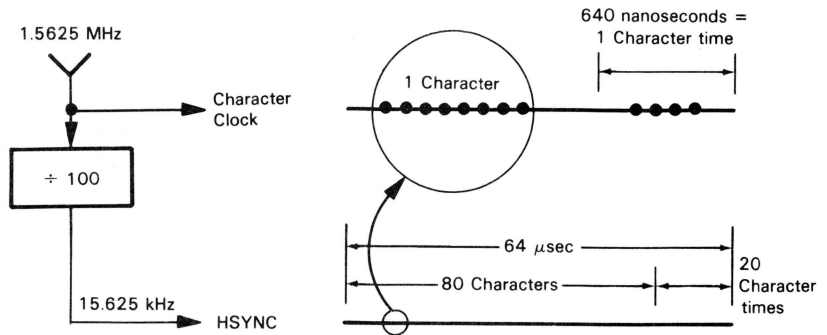 1.5625 MHz
Character
Clock
÷ 100
15.625 kHz
HSYNC
1 Character
640 nanoseconds =
1 Character time
64 μsec
80 Characters
20
Character
times